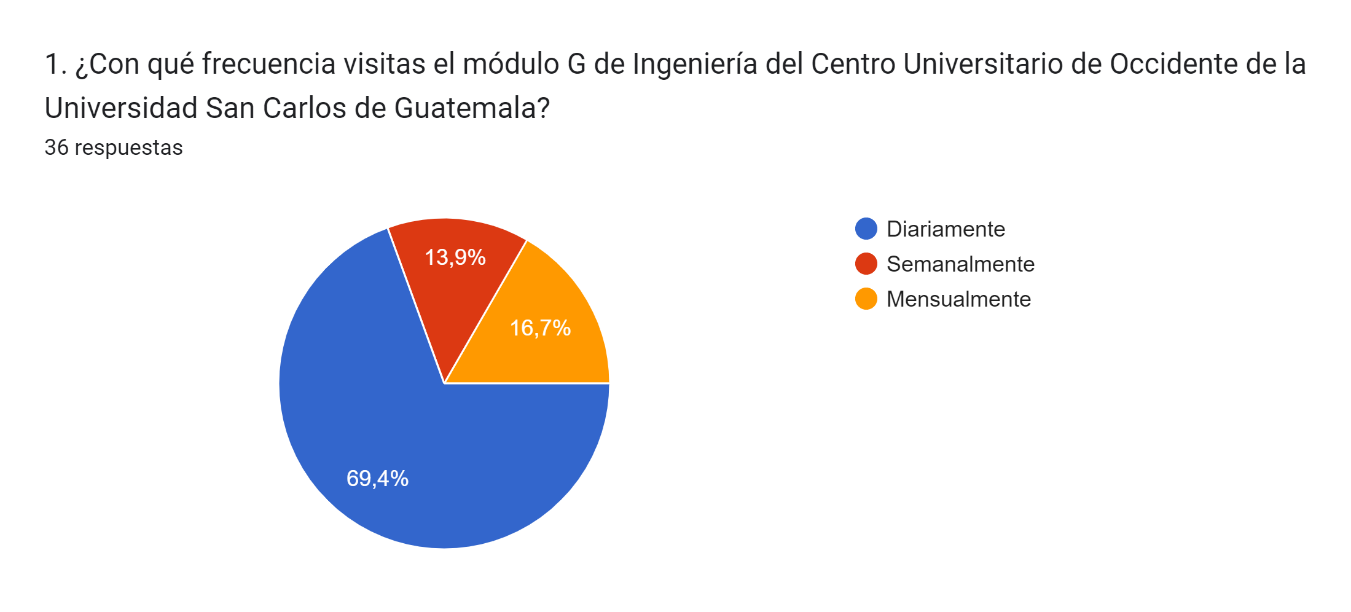 1. ¿Con qué frecuencia visitas el módulo G de Ingeniería del Centro Universitario de Occidente de la
Universidad San Carlos de Guatemala?
36 respuestas
Diariamente
Semanalmente
Mensualmente
13,9%
16,7%
69,4%